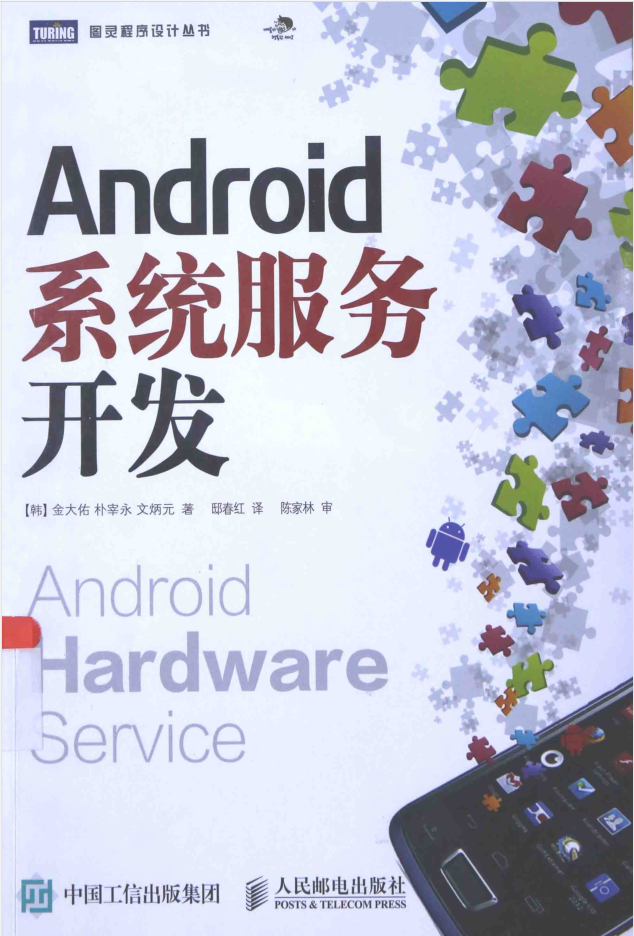 TURING
图灵程序设计丛书
Android
系统服务
开发
【韩】金大佑 朴宰永 文炳元 著 邸春红 译 陈家林 审
Android
Hardware
Service
中国工信出版集团
人民邮电出版社
POSTS & TELECOM PRESS